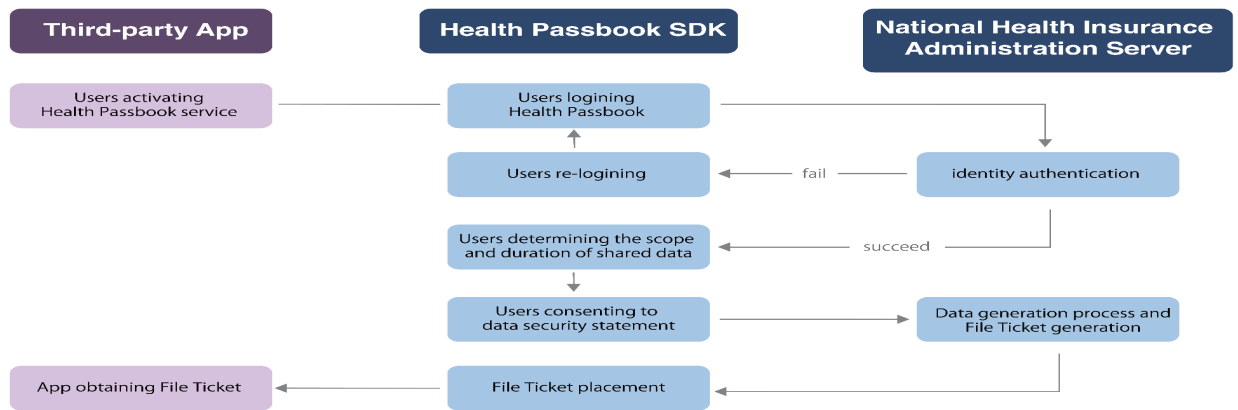 Third-party App
Health Passbook SDK
National Health Insurance
Administration Server
Users activating
Health Passbook service
Users logining
Health Passbook
Users re-logining
fail
identity authentication
Users determining the scope
and duration of shared data
succeed
Users consenting to
data security statement
Data generation process and
File Ticket generation
App obtaining File Ticket
File Ticket placement